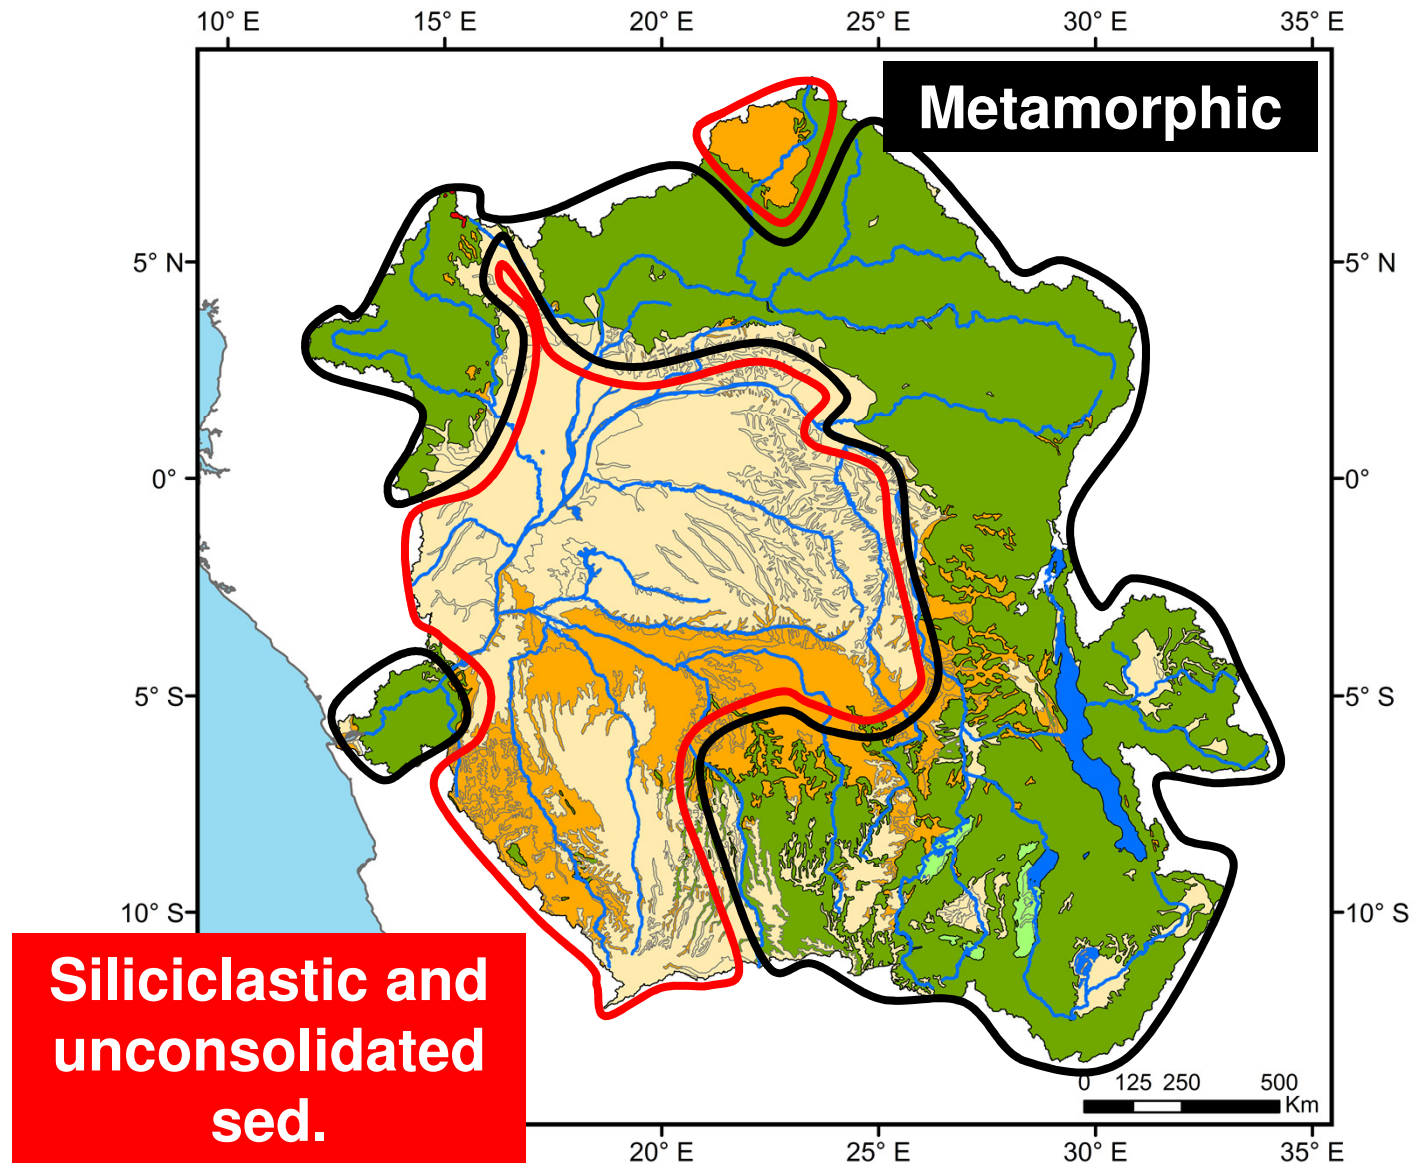 10° E 15° E 20° E 25° E 30° E 35° E
Metamorphic
5° N 5° N
0° 0°
5° S 5° S
10° S 10° S
Siliciclastic and
unconsolidated
sed.
0 125 250 500
Km
20° E 25° E 30° E 35° E